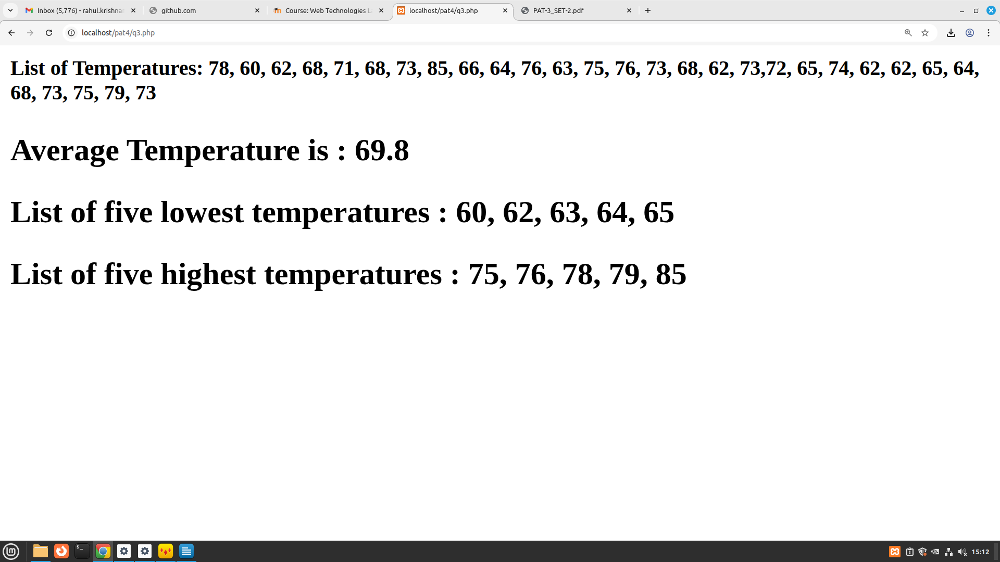 Inbox (5,776) - rahul.krishna
github.com
Course: Web Technologies L
localhost/pat4/q3.php
PAT-3_SET-2.pdf
localhost/pat4/q3.php
List of Temperatures: 78, 60, 62, 68, 71, 68, 73, 85, 66, 64, 76, 63, 75, 76, 73, 68, 62, 73,72, 65, 74, 62, 62, 65, 64,
68, 73, 75, 79, 73
Average Temperature is : 69.8
List of five lowest temperatures : 60, 62, 63, 64, 65
List of five highest temperatures : 75, 76, 78, 79, 85
15:12